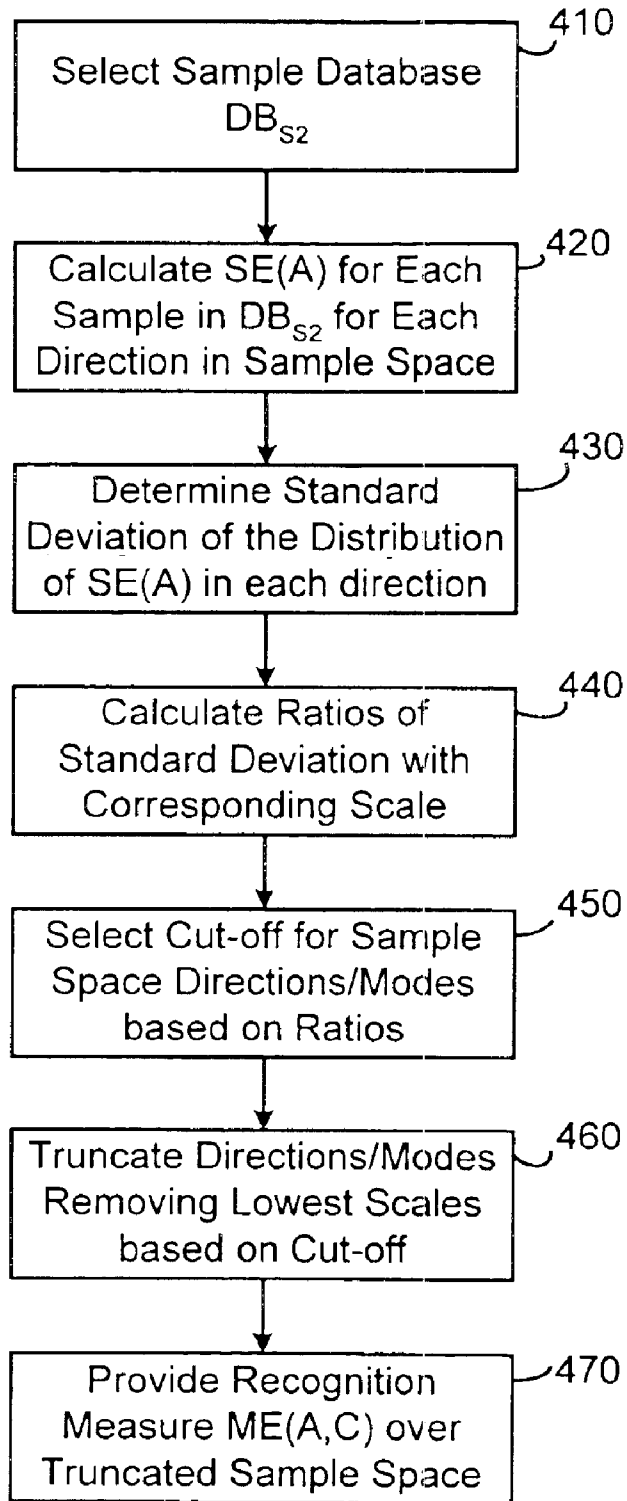 410
Select Sample Database
DB_S2
420
Calculate SE(A) for Each
Sample in DB_S2 for Each
Direction in Sample Space
430
Determine Standard
Deviation of the Distribution
of SE(A) in each direction
440
Calculate Ratios of
Standard Deviation with
Corresponding Scale
450
Select Cut-off for Sample
Space Directions/Modes
based on Ratios
460
Truncate Directions/Modes
Removing Lowest Scales
based on Cut-off
470
Provide Recognition
Measure ME(A,C) over
Truncated Sample Space